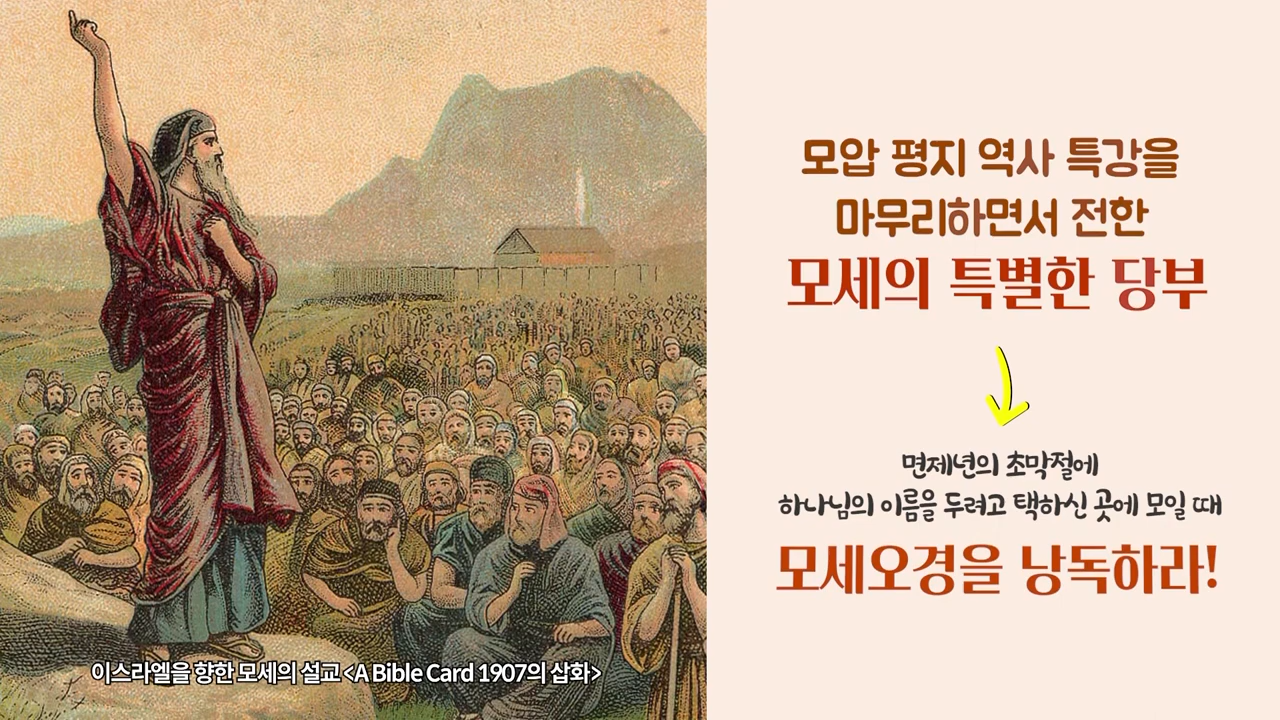 모압 평지 역사 특강을
마무리하면서 전한
모세의 특별한 당부
면제년의 초막절에
하나님의 이름을 두려고 택하신 곳에 모일 때
모세오경을 낭독하라!
이스라엘을 향한 모세의 설교 <A Bible Card 1907의 삽화>